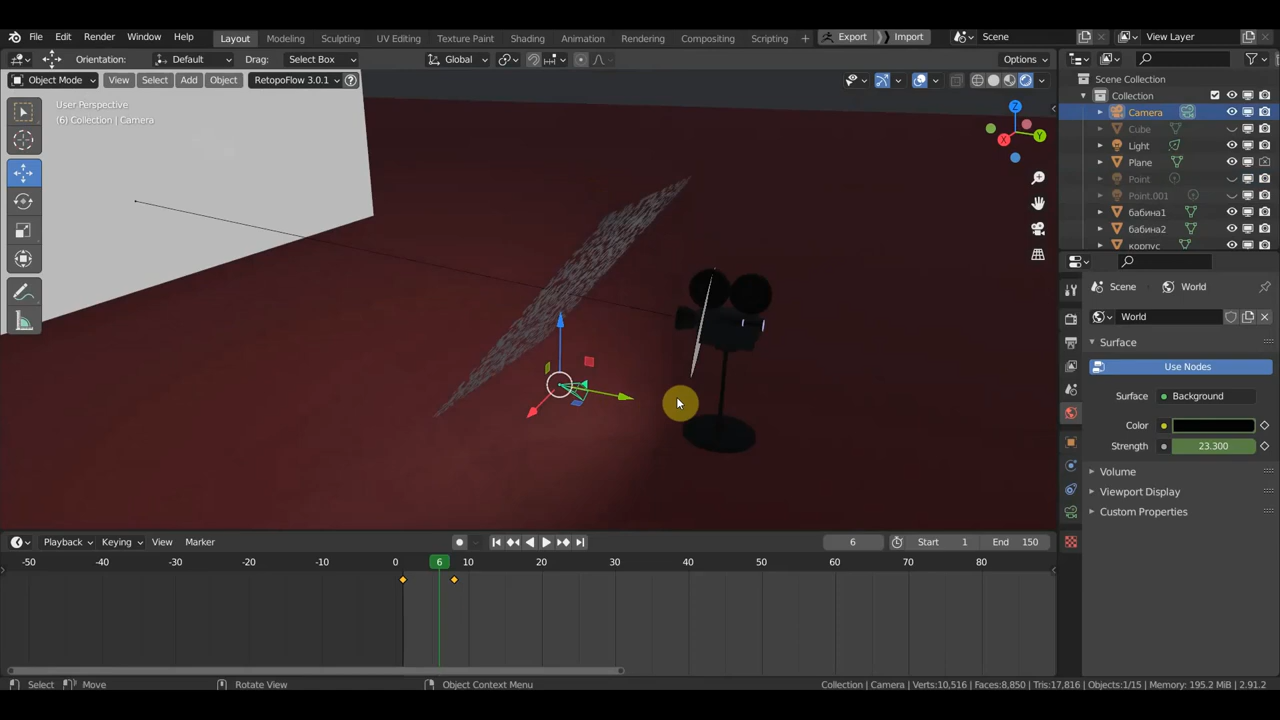 File Edit Render Window Help Layout Modeling Sculpting UV Editing Texture Paint Shading Animation Rendering Compositing Scripting + Export Import Scene View Layer
Orientation: Default Drag: Select Box Global Options
Object Mode View Select Add Object RetopoFlow 3.0.1
User Perspective
(6) Collection | Camera
Z
Y
X
Scene Collection
Collection
Camera
Cube
Light
Plane
Point
Point.001
бабина1
бабина2
корпус
Scene World
World
Surface
Use Nodes
Surface Background
Color
Strength 23.300
Volume
Viewport Display
Custom Properties
Playback Keying View Marker 6 Start 1 End 150
-50 -40 -30 -20 -10 0 6 10 20 30 40 50 60 70 80
Select Move Rotate View Object Context Menu Collection | Camera | Verts:10,516 | Faces:8,850 | Tris:17,816 | Objects:1/15 | Memory: 195.2 MiB | 2.91.2